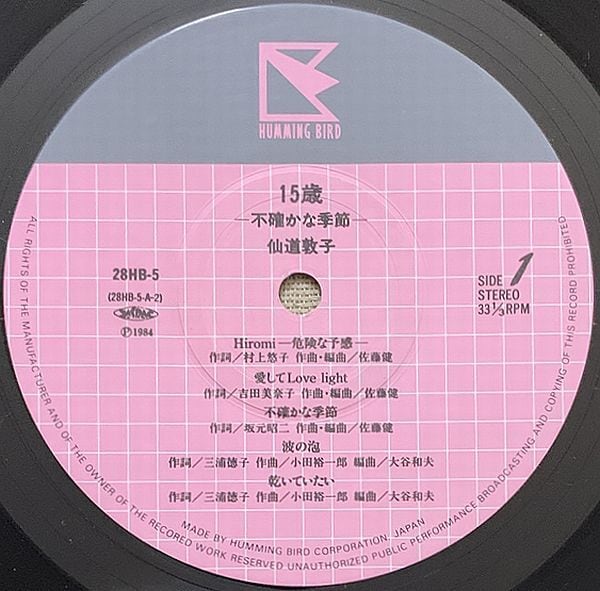 HUMMING BIRD
15歳
—不確かな季節—
仙道敦子
28HB-5
(28HB-5-A-2)
Ⓟ1984
SIDE 1
STEREO
33⅓RPM
Hiromi—危険な予感—
作詞／村上悠子 作曲・編曲／佐藤健
愛してLove light
作詞／吉田美奈子 作曲・編曲／佐藤健
不確かな季節
作詞／坂元昭二 作曲・編曲／佐藤健
波の泡
作詞／三浦徳子 作曲／小田裕一郎 編曲／大谷和夫
乾いていたい
作詞／三浦徳子 作曲／小田裕一郎 編曲／大谷和夫
MADE BY HUMMING BIRD CORPORATION, JAPAN
ALL RIGHTS OF THE MANUFACTURER AND OF THE OWNER OF THE RECORED WORK RESERVED UNAUTHORIZED PUBLIC PERFORMANCE BROADCASTING AND COPYING OF THIS RECORD PROHIBITED